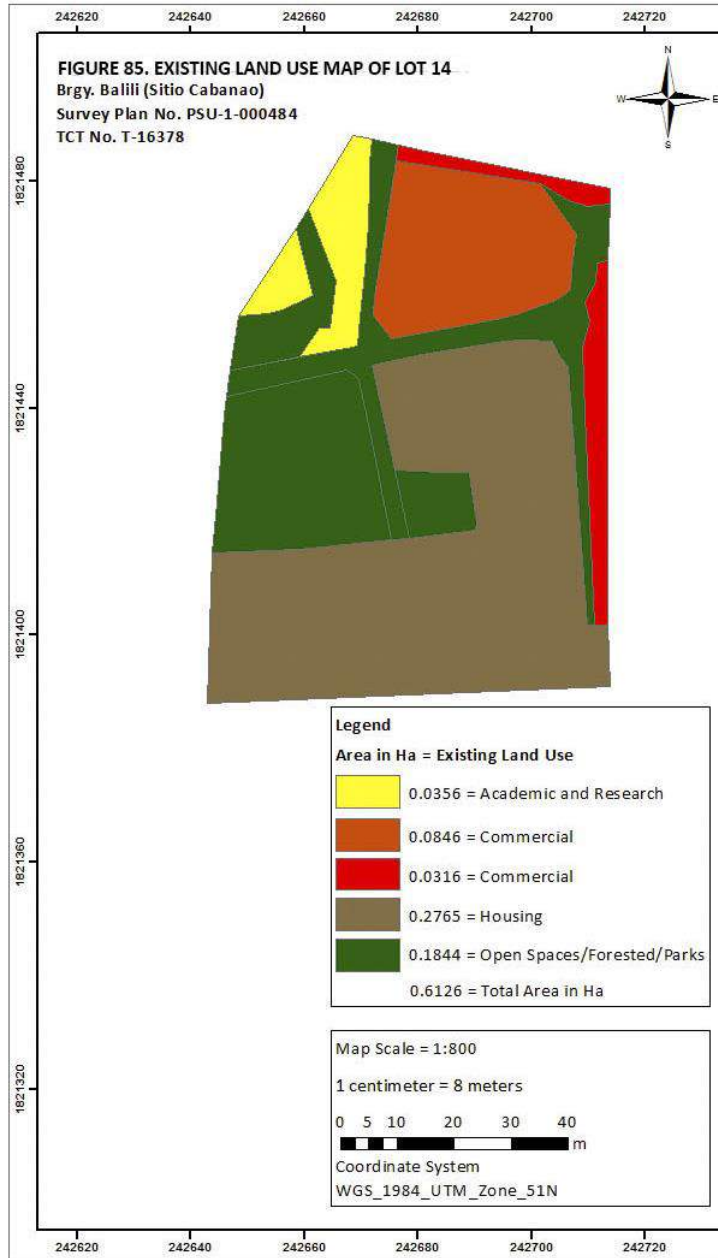 242620 242640 242660 242680 242700 242720
FIGURE 85. EXISTING LAND USE MAP OF LOT 14
Brgy. Balili (Sitio Cabanao)
Survey Plan No. PSU-1-000484
TCT No. T-16378
N
W E
S
1821480
1821440
1821400
1821360
1821320
Legend
Area in Ha = Existing Land Use
0.0356 = Academic and Research
0.0846 = Commercial
0.0316 = Commercial
0.2765 = Housing
0.1844 = Open Spaces/Forested/Parks
0.6126 = Total Area in Ha
Map Scale = 1:800
1 centimeter = 8 meters
0 5 10 20 30 40
m
Coordinate System
WGS_1984_UTM_Zone_51N
242620 242640 242660 242680 242700 242720